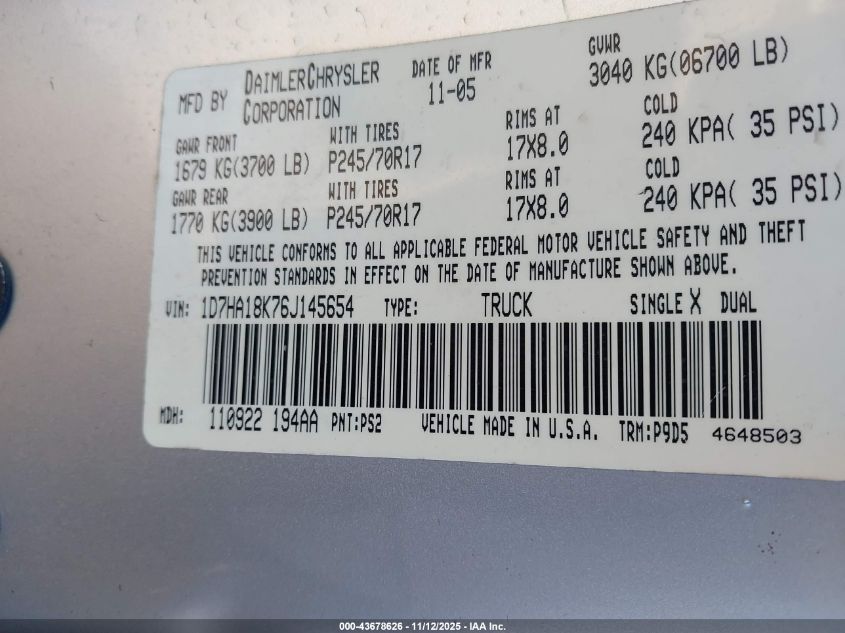 MFD BY DAIMLERCHRYSLER CORPORATION DATE OF MFR 11-05 GVWR 3040 KG(06700 LB)
GAWR FRONT WITH TIRES RIMS AT COLD
1679 KG(3700 LB) P245/70R17 17X8.0 240 KPA( 35 PSI)
GAWR REAR WITH TIRES RIMS AT COLD
1770 KG(3900 LB) P245/70R17 17X8.0 240 KPA( 35 PSI)
THIS VEHICLE CONFORMS TO ALL APPLICABLE FEDERAL MOTOR VEHICLE SAFETY AND THEFT
PREVENTION STANDARDS IN EFFECT ON THE DATE OF MANUFACTURE SHOWN ABOVE.
VIN: 1D7HA18K76J145654 TYPE: TRUCK SINGLE X DUAL
MDH: 110922 194AA PNT:PS2 VEHICLE MADE IN U.S.A. TRM:P9D5 4648503
000-43678626 - 11/12/2025 - IAA Inc.